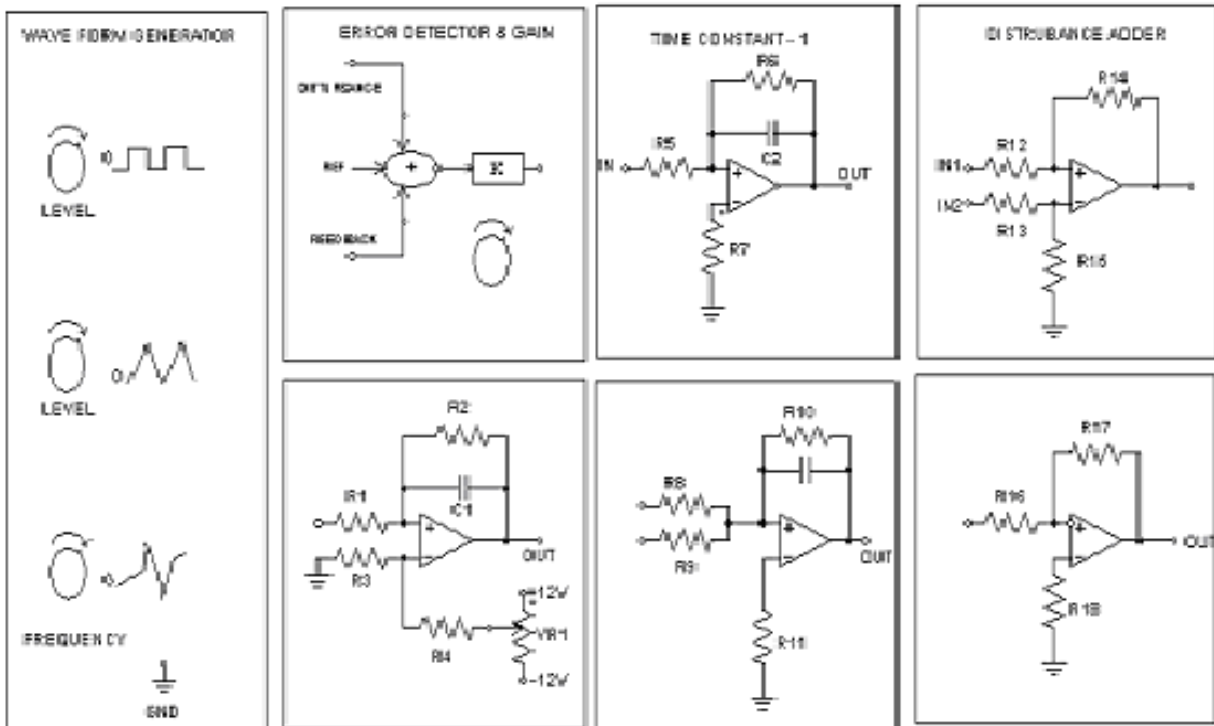 WAVE FORM GENERATOR
LEVEL
LEVEL
FREQUENCY
GND
ERROR DETECTOR & GAIN
REF
FEEDBACK
TIME CONSTANT-1
R6
R5
IN
C2
OUT
R7
DISTRUBANCE ADDER
R14
R12
IN1
IN2
R13
R15
R2
R1
C1
OUT
R3
+12V
VR1
R4
-12V
R10
R8
R9
OUT
R11
R17
R16
OUT
R18